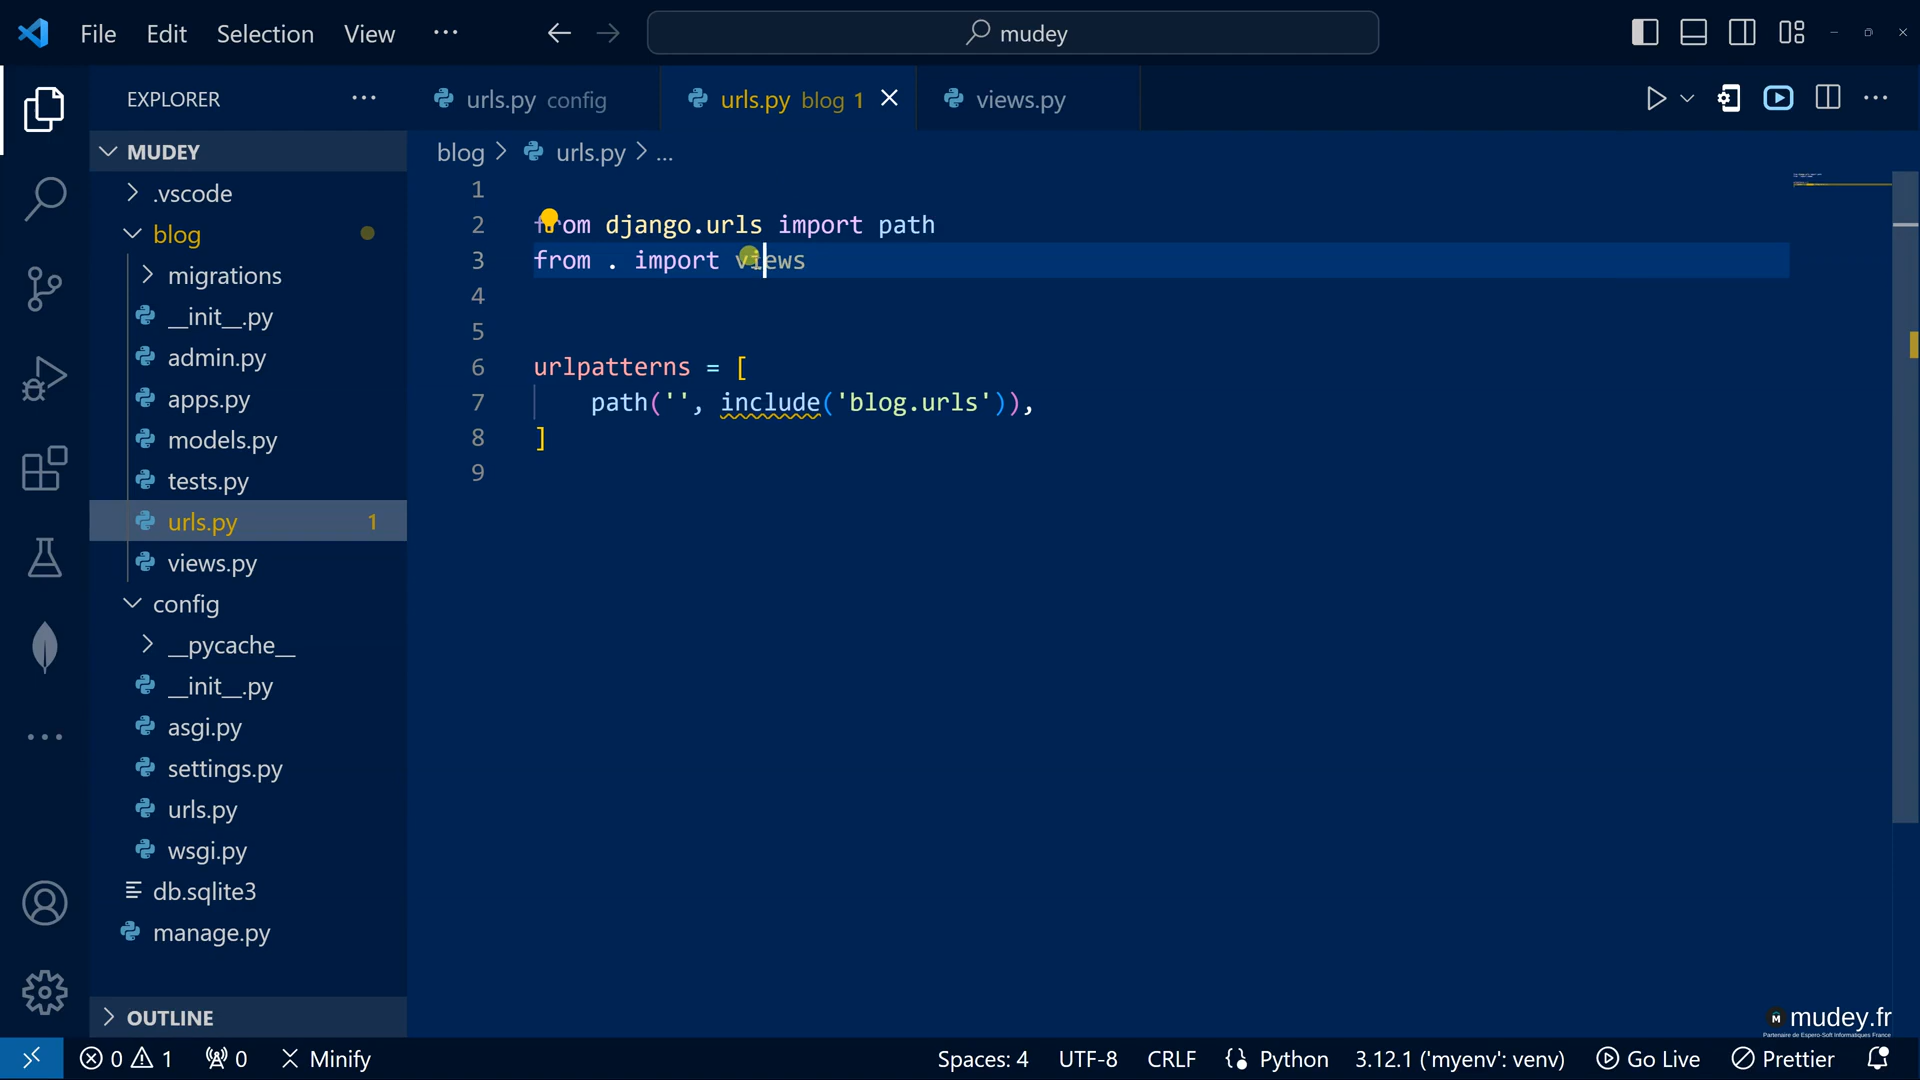 File Edit Selection View ··· mudey
EXPLORER ··· urls.py config urls.py blog 1 views.py
MUDEY
blog > urls.py > ...
.vscode
blog
migrations
__init__.py
admin.py
apps.py
models.py
tests.py
urls.py 1
views.py
config
__pycache__
__init__.py
asgi.py
settings.py
urls.py
wsgi.py
db.sqlite3
manage.py
OUTLINE
1
2 from django.urls import path
3 from . import views
4
5
6 urlpatterns = [
7 path('', include('blog.urls')),
8 ]
9
mudey.fr
Partenaire de Espero-Soft Informatiques France
0 1 0 Minify Spaces: 4 UTF-8 CRLF Python 3.12.1 ('myenv': venv) Go Live Prettier